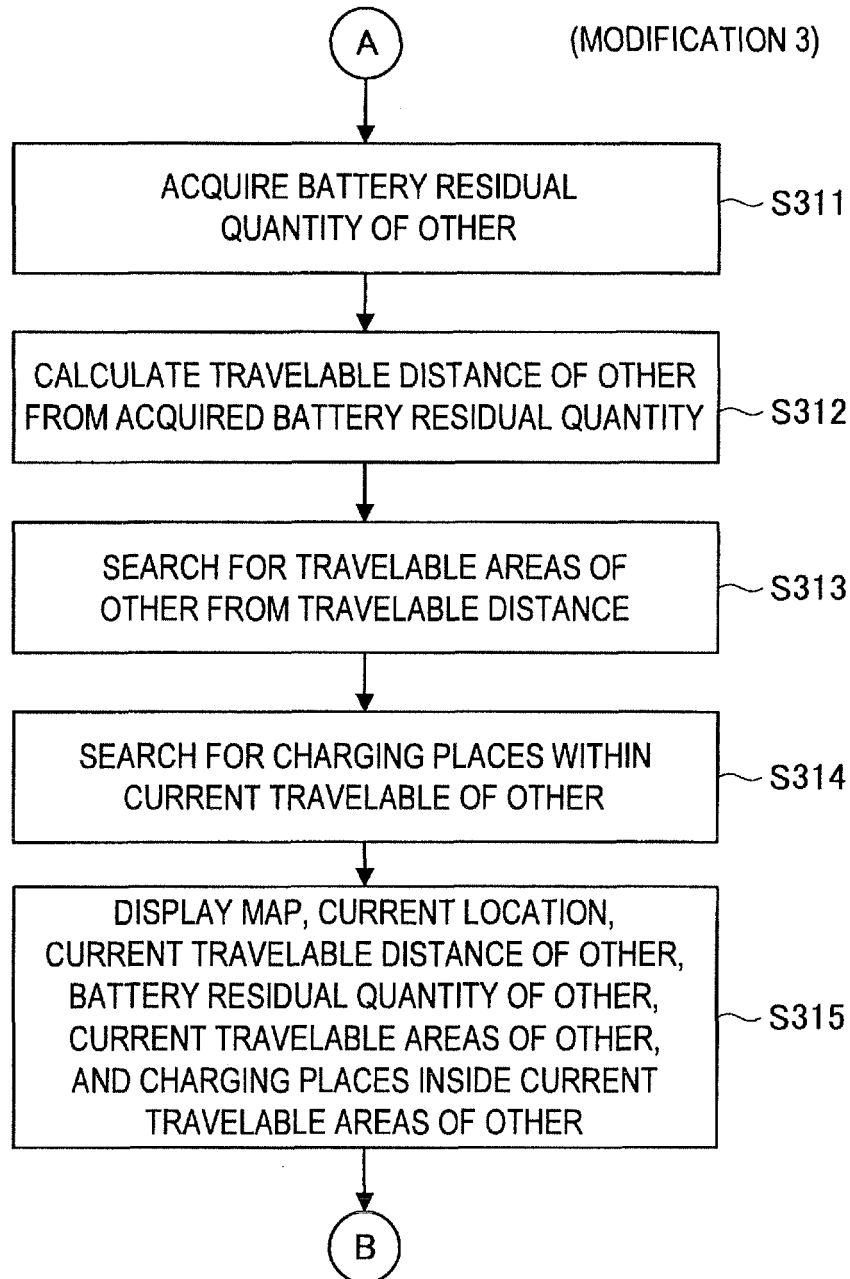 A
(MODIFICATION 3)
ACQUIRE BATTERY RESIDUAL
QUANTITY OF OTHER
S311
CALCULATE TRAVELABLE DISTANCE OF OTHER
FROM ACQUIRED BATTERY RESIDUAL QUANTITY
S312
SEARCH FOR TRAVELABLE AREAS OF
OTHER FROM TRAVELABLE DISTANCE
S313
SEARCH FOR CHARGING PLACES WITHIN
CURRENT TRAVELABLE OF OTHER
S314
DISPLAY MAP, CURRENT LOCATION,
CURRENT TRAVELABLE DISTANCE OF OTHER,
BATTERY RESIDUAL QUANTITY OF OTHER,
CURRENT TRAVELABLE AREAS OF OTHER,
AND CHARGING PLACES INSIDE CURRENT
TRAVELABLE AREAS OF OTHER
S315
B